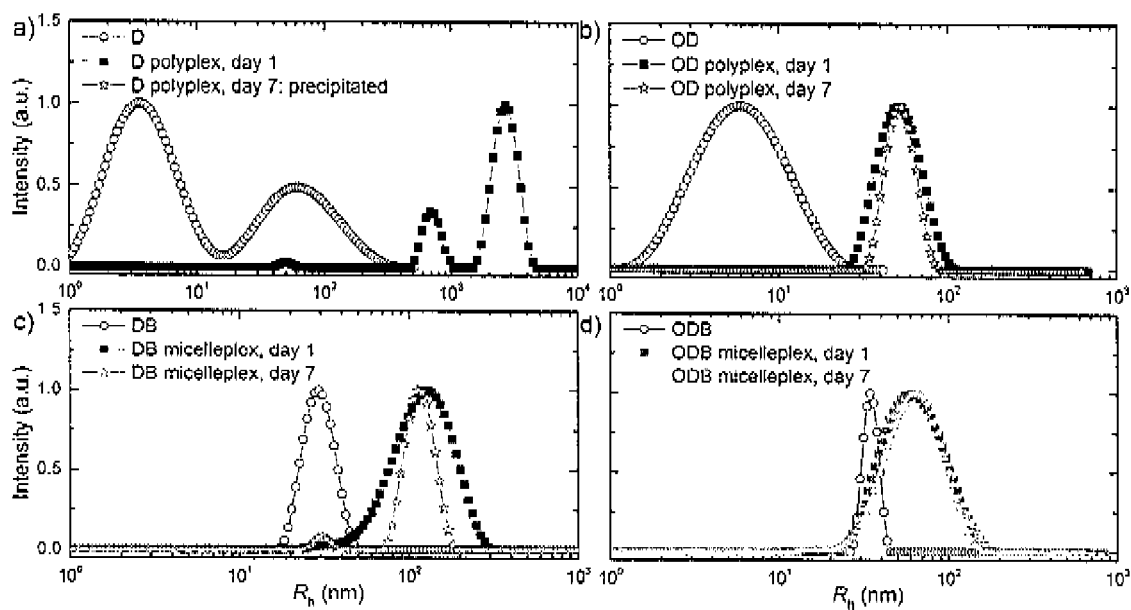 a)
D
D polyplex, day 1
D polyplex, day 7: precipitated
Intensity (a.u.)
1.5
1.0
0.5
0.0
10⁰ 10¹ 10² 10³ 10⁴
b)
OD
OD polyplex, day 1
OD polyplex, day 7
10⁰ 10¹ 10² 10³
c)
DB
DB micelleplex, day 1
DB micelleplex, day 7
Intensity (a.u.)
1.5
1.0
0.5
0.0
10⁰ 10¹ 10² 10³
Rₕ (nm)
d)
ODB
ODB micelleplex, day 1
ODB micelleplex, day 7
10⁰ 10¹ 10² 10³
Rₕ (nm)